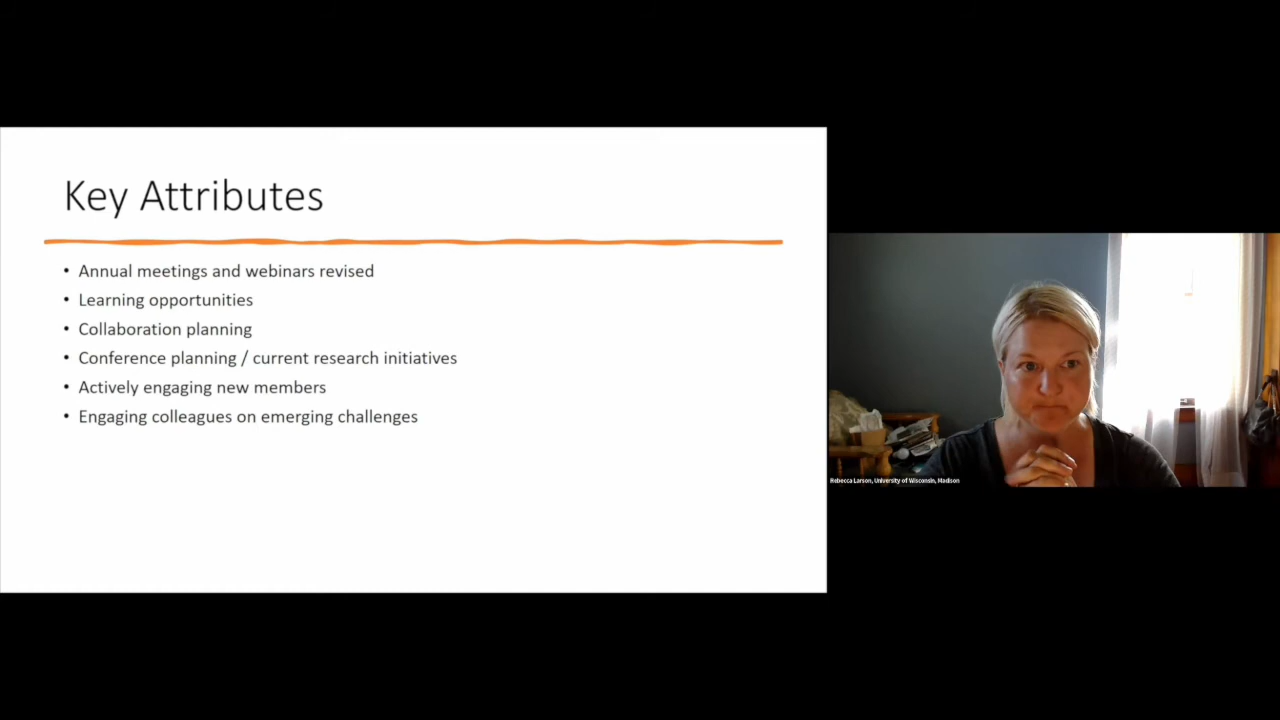 Key Attributes
• Annual meetings and webinars revised
• Learning opportunities
• Collaboration planning
• Conference planning / current research initiatives
• Actively engaging new members
• Engaging colleagues on emerging challenges
Rebecca Larson, University of Wisconsin, Madison